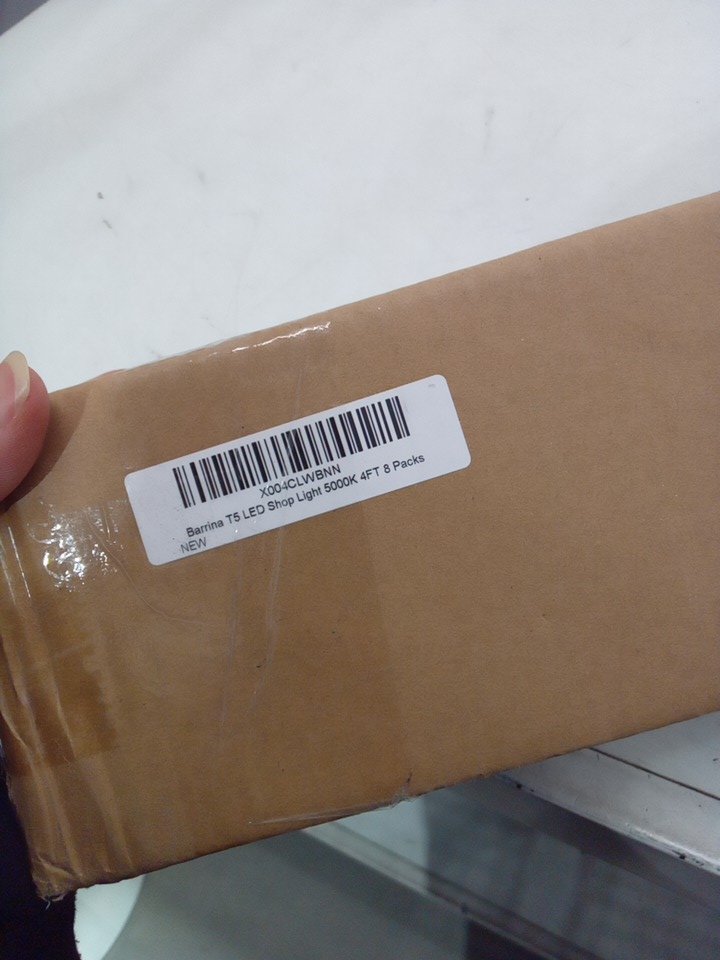 X004CLWBNN
Barrina T5 LED Shop Light 5000K 4FT 8 Packs
NEW